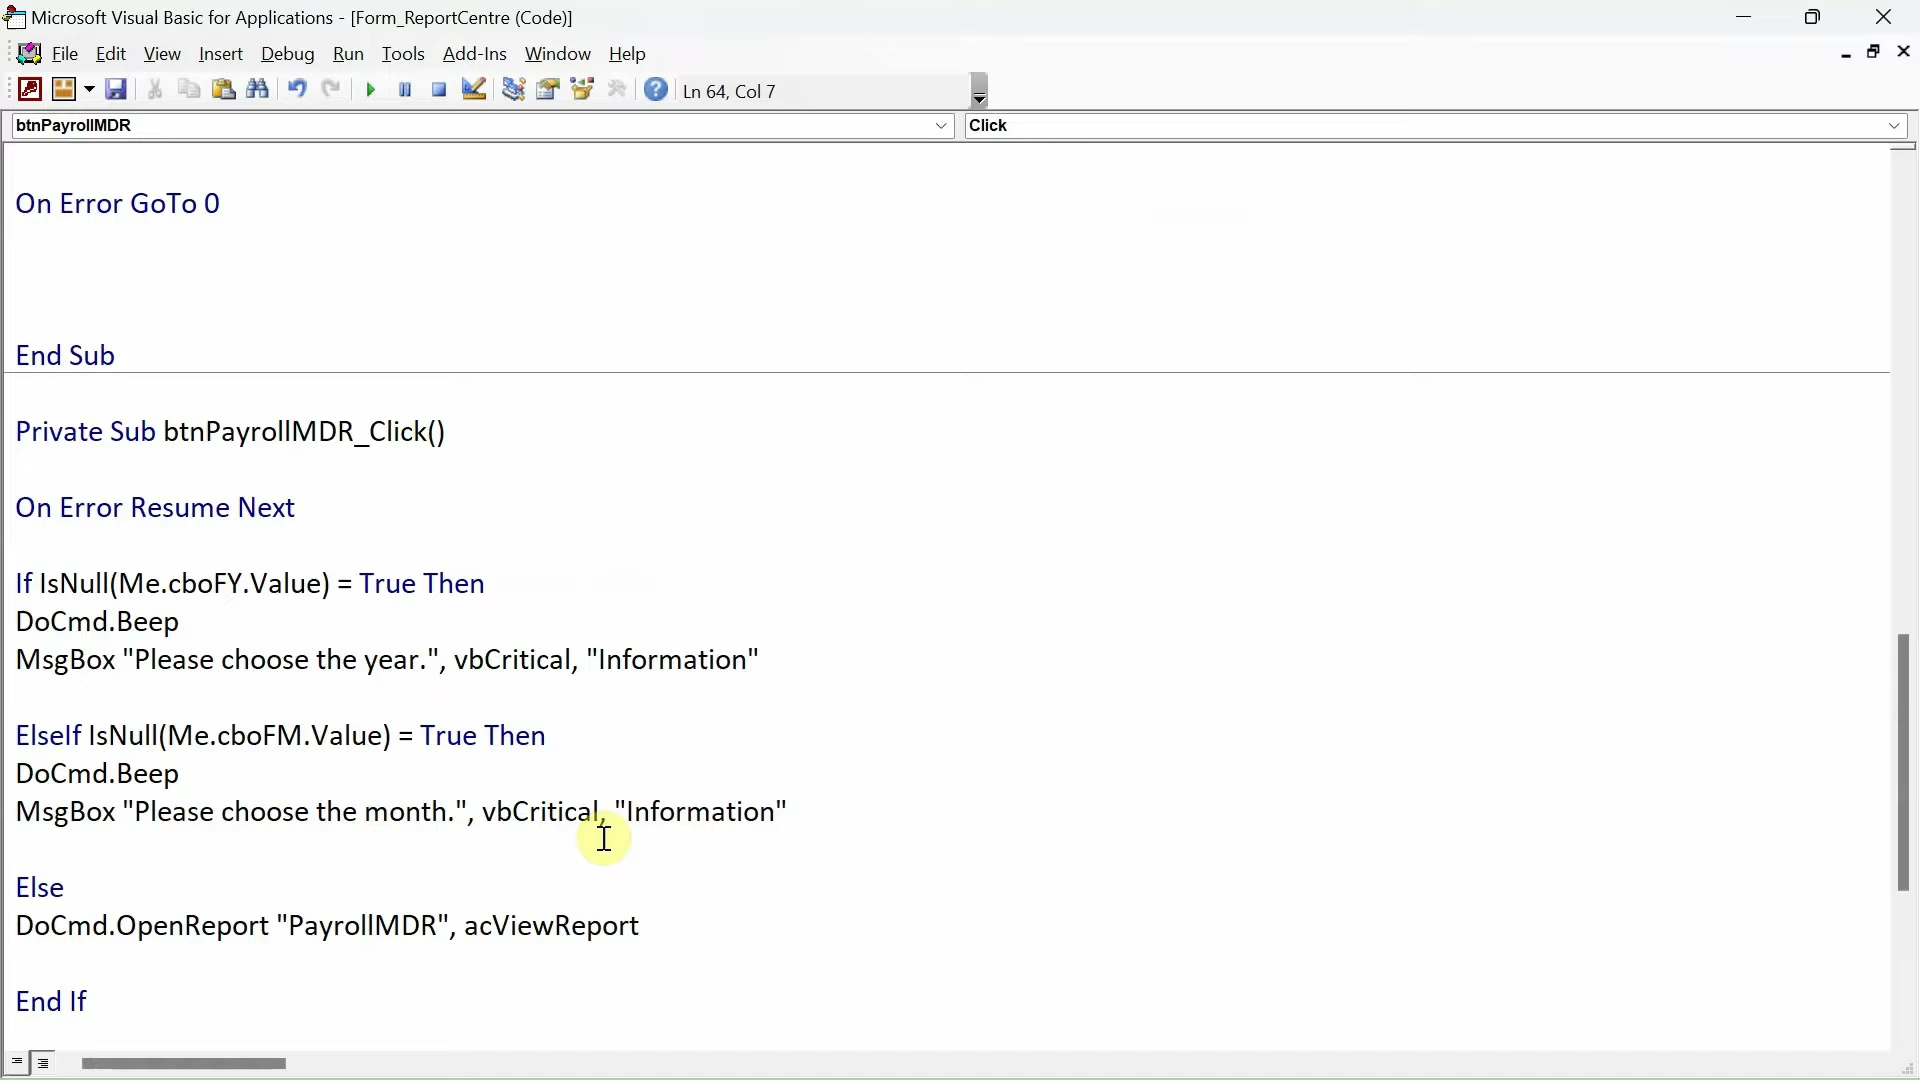 Microsoft Visual Basic for Applications - [Form_ReportCentre (Code)]
File Edit View Insert Debug Run Tools Add-Ins Window Help
Ln 64, Col 7
btnPayrollMDR Click
On Error GoTo 0
End Sub
Private Sub btnPayrollMDR_Click()
On Error Resume Next
If IsNull(Me.cboFY.Value) = True Then
DoCmd.Beep
MsgBox "Please choose the year.", vbCritical, "Information"
ElseIf IsNull(Me.cboFM.Value) = True Then
DoCmd.Beep
MsgBox "Please choose the month.", vbCritical, "Information"
Else
DoCmd.OpenReport "PayrollMDR", acViewReport
End If